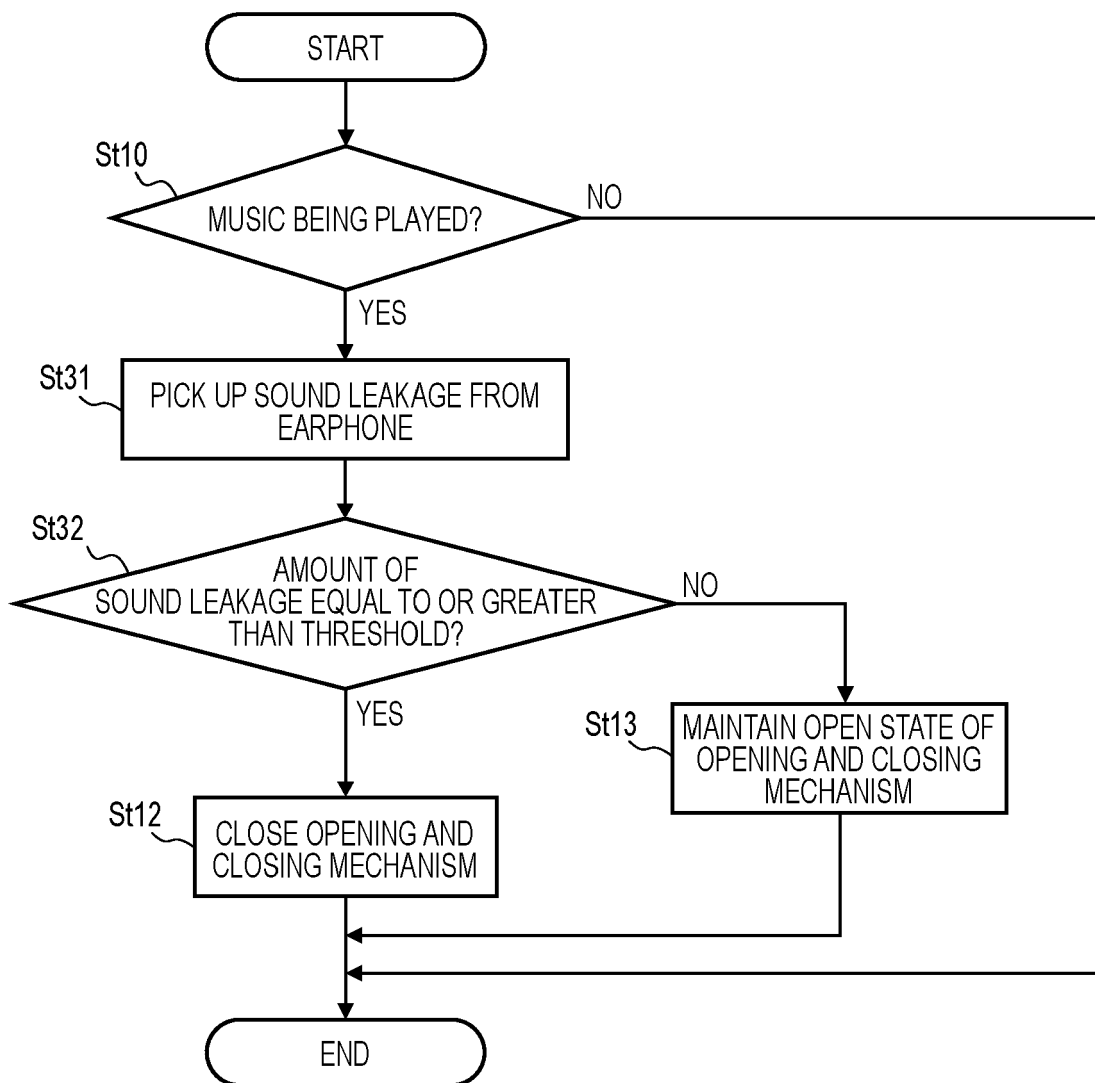 START
St10
MUSIC BEING PLAYED?
NO
YES
St31
PICK UP SOUND LEAKAGE FROM
EARPHONE
St32
AMOUNT OF
SOUND LEAKAGE EQUAL TO OR GREATER
THAN THRESHOLD?
NO
YES
St13
MAINTAIN OPEN STATE OF
OPENING AND CLOSING
MECHANISM
St12
CLOSE OPENING AND
CLOSING MECHANISM
END